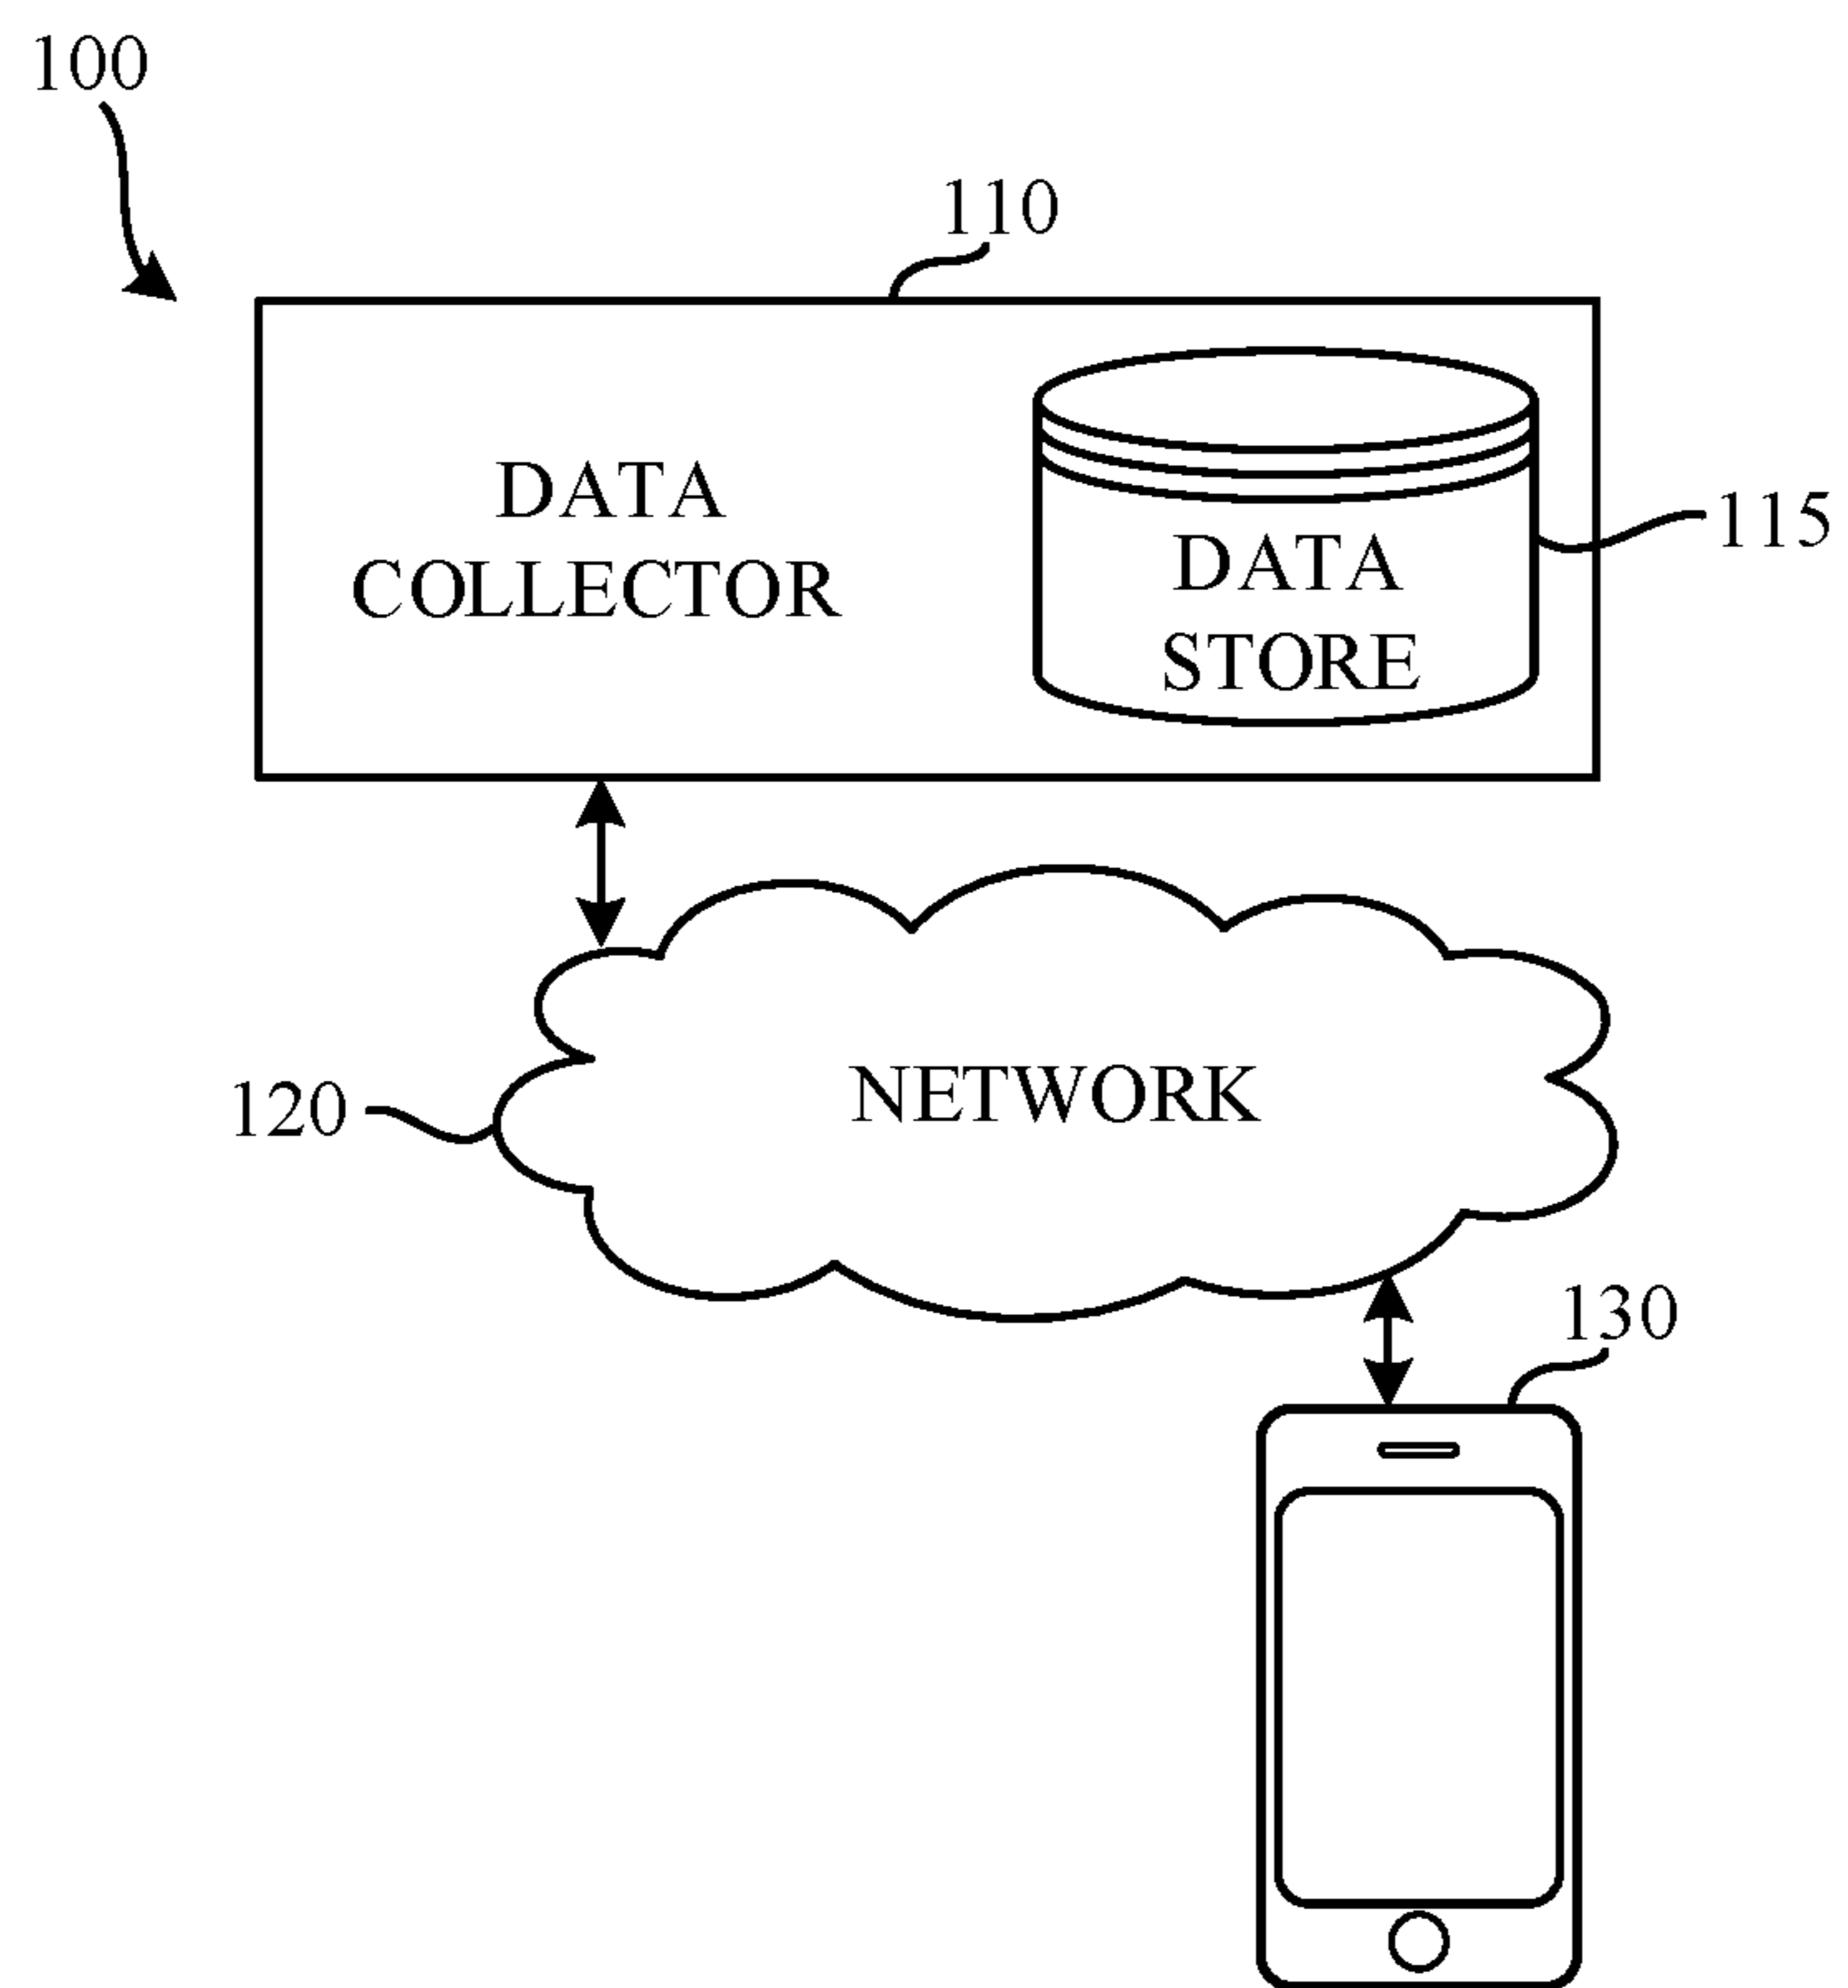 100
110
DATA
COLLECTOR
DATA
STORE
115
NETWORK
120
130